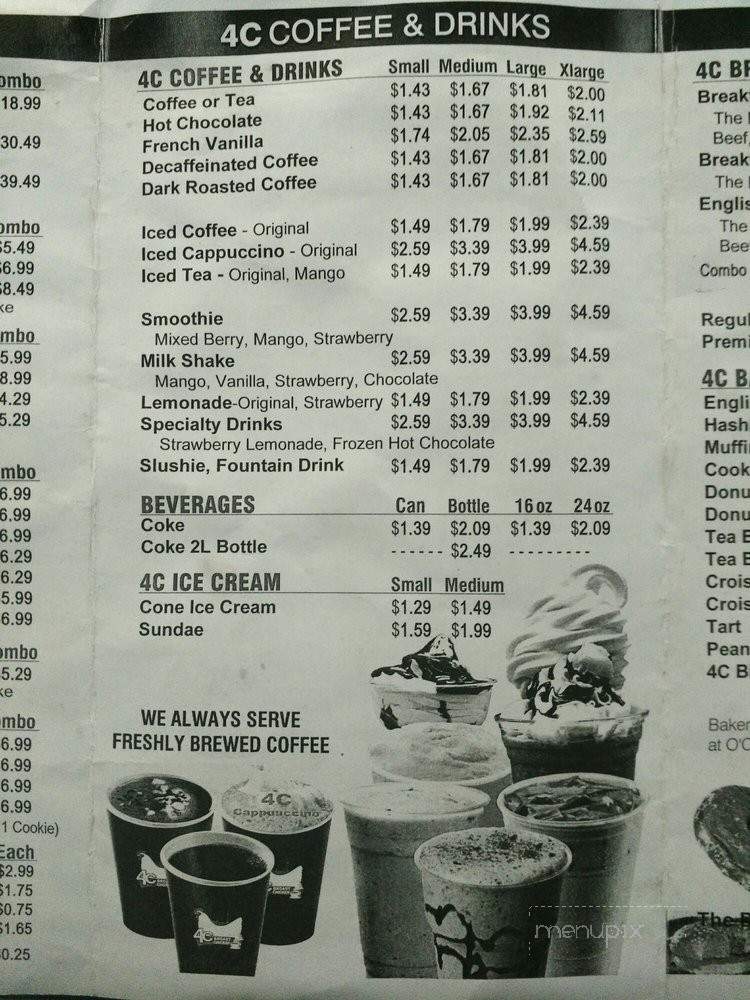 4C COFFEE & DRINKS
4C COFFEE & DRINKS Small Medium Large Xlarge
Coffee or Tea $1.43 $1.67 $1.81 $2.00
Hot Chocolate $1.43 $1.67 $1.92 $2.11
French Vanilla $1.74 $2.05 $2.35 $2.59
Decaffeinated Coffee $1.43 $1.67 $1.81 $2.00
Dark Roasted Coffee $1.43 $1.67 $1.81 $2.00
Iced Coffee - Original $1.49 $1.79 $1.99 $2.39
Iced Cappuccino - Original $2.59 $3.39 $3.99 $4.59
Iced Tea - Original, Mango $1.49 $1.79 $1.99 $2.39
Smoothie $2.59 $3.39 $3.99 $4.59
Mixed Berry, Mango, Strawberry
Milk Shake $2.59 $3.39 $3.99 $4.59
Mango, Vanilla, Strawberry, Chocolate
Lemonade-Original, Strawberry $1.49 $1.79 $1.99 $2.39
Specialty Drinks $2.59 $3.39 $3.99 $4.59
Strawberry Lemonade, Frozen Hot Chocolate
Slushie, Fountain Drink $1.49 $1.79 $1.99 $2.39
BEVERAGES Can Bottle 16 oz 24 oz
Coke $1.39 $2.09 $1.39 $2.09
Coke 2L Bottle ------ $2.49 ---------
4C ICE CREAM Small Medium
Cone Ice Cream $1.29 $1.49
Sundae $1.59 $1.99
WE ALWAYS SERVE
FRESHLY BREWED COFFEE
4C
Cappuccino
4C
4C
menupix
ombo
18.99
30.49
39.49
ombo
$5.49
$6.99
$8.49
ke
mbo
5.99
8.99
4.29
5.29
mbo
6.99
6.99
6.99
6.29
6.29
5.99
6.99
ombo
5.29
ke
ombo
6.99
6.99
6.99
6.99
1 Cookie)
Each
$2.99
$1.75
$0.75
$1.65
0.25
4C BR
Break
The
Beef,
Break
The
Englis
The
Bee
Combo
Regul
Premi
4C B
Engli
Hash
Muffi
Cook
Donu
Donu
Tea B
Tea B
Crois
Crois
Tart
Pean
4C B
Baker
at O'C
The B